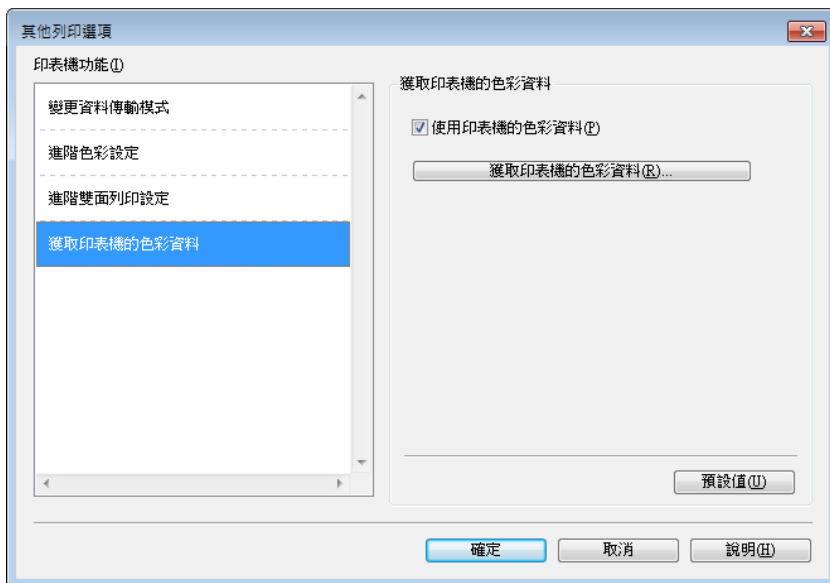 其他列印選項
印表機功能(I)
變更資料傳輸模式
進階色彩設定
進階雙面列印設定
獲取印表機的色彩資料
獲取印表機的色彩資料
使用印表機的色彩資料(P)
獲取印表機的色彩資料(R)...
預設值(U)
確定
取消
說明(H)